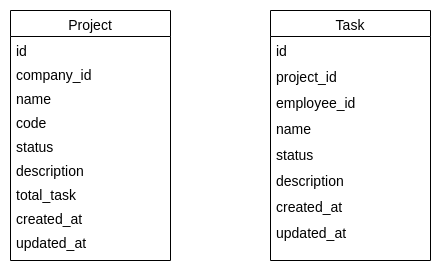 Project
id
company_id
name
code
status
description
total_task
created_at
updated_at
Task
id
project_id
employee_id
name
status
description
created_at
updated_at